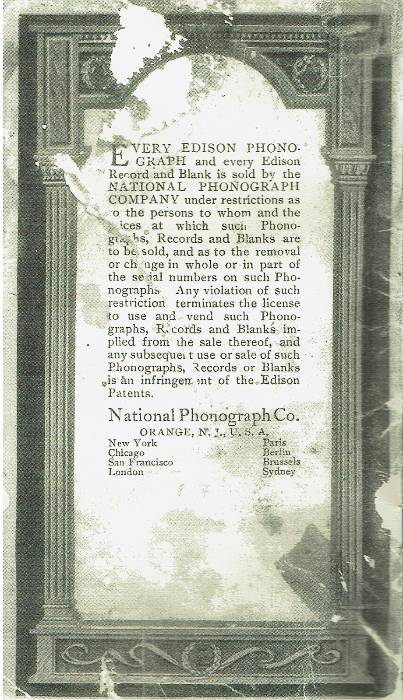 EVERY EDISON PHONO-
GRAPH and every Edison
Record and Blank is sold by the
NATIONAL PHONOGRAPH
COMPANY under restrictions as
o the persons to whom and the
ices at which such Phono-
graphs, Records and Blanks are
to be sold, and as to the removal
or ch nge in whole or in part of
the serial numbers on such Pho-
nographs Any violation of such
restriction terminates the license
to use and vend such Phono-
graphs, Records and Blanks im-
plied from the sale thereof, and
any subsequent use or sale of such
Phonographs, Records or Blanks
is an infringement of the Edison
Patents.
National Phonograph Co.
ORANGE, N. J., U. S. A.
New York Paris
Chicago Berlin
San Francisco Brussels
London Sydney